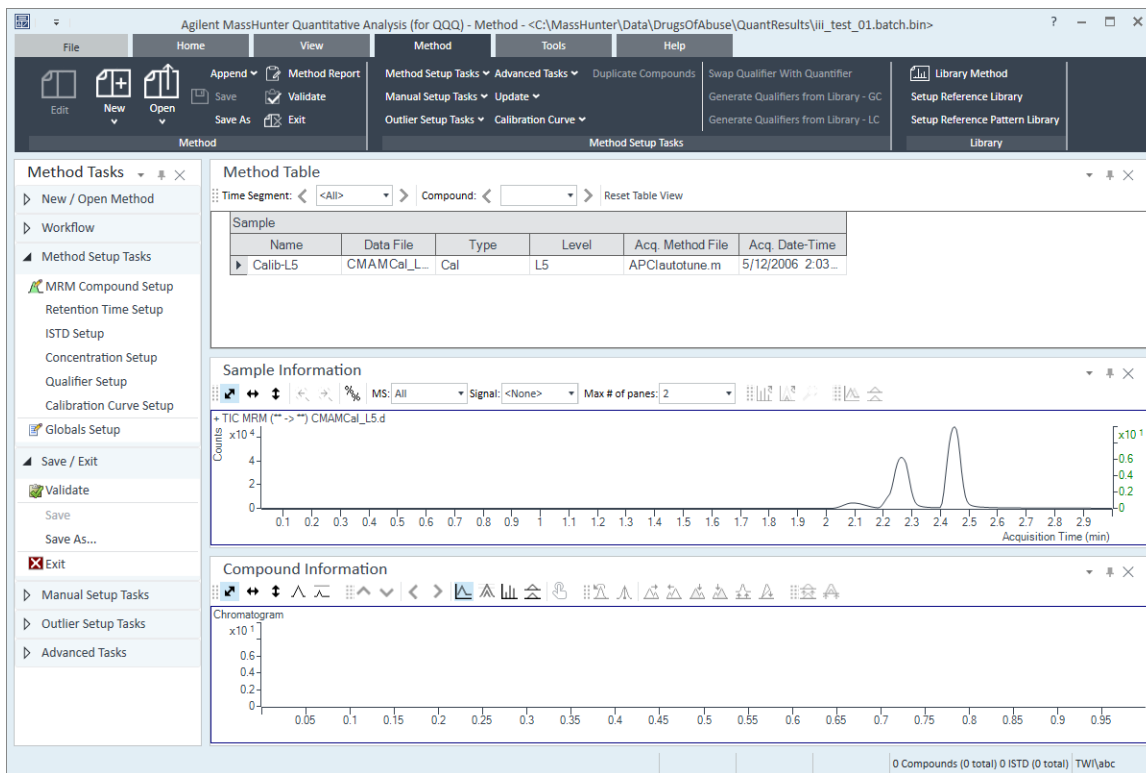 Agilent MassHunter Quantitative Analysis (for QQQ) - Method - <C:\MassHunter\Data\DrugsOfAbuse\QuantResults\iii_test_01.batch.bin>
File Home View Method Tools Help
Edit New Open
Append Method Report
Save Validate
Save As Exit
Method
Method Setup Tasks Advanced Tasks Duplicate Compounds
Manual Setup Tasks Update
Outlier Setup Tasks Calibration Curve
Swap Qualifier With Quantifier
Generate Qualifiers from Library - GC
Generate Qualifiers from Library - LC
Method Setup Tasks
Library Method
Setup Reference Library
Setup Reference Pattern Library
Library
Method Tasks
New / Open Method
Workflow
Method Setup Tasks
MRM Compound Setup
Retention Time Setup
ISTD Setup
Concentration Setup
Qualifier Setup
Calibration Curve Setup
Globals Setup
Save / Exit
Validate
Save
Save As...
Exit
Manual Setup Tasks
Outlier Setup Tasks
Advanced Tasks
Method Table
Time Segment: <All> Compound: Reset Table View
Sample
Name Data File Type Level Acq. Method File Acq. Date-Time
Calib-L5 CMAMCal_L... Cal L5 APCIautotune.m 5/12/2006 2:03...
Sample Information
MS: All Signal: <None> Max # of panes: 2
+ TIC MRM (** -> **) CMAMCal_L5.d
Counts
x10 4
4
2
0
x10 1
0.6
0.4
0.2
0
0.1 0.2 0.3 0.4 0.5 0.6 0.7 0.8 0.9 1 1.1 1.2 1.3 1.4 1.5 1.6 1.7 1.8 1.9 2 2.1 2.2 2.3 2.4 2.5 2.6 2.7 2.8 2.9
Acquisition Time (min)
Compound Information
Chromatogram
x10 1
0.6
0.4
0.2
0
0.05 0.1 0.15 0.2 0.25 0.3 0.35 0.4 0.45 0.5 0.55 0.6 0.65 0.7 0.75 0.8 0.85 0.9 0.95
0 Compounds (0 total) 0 ISTD (0 total) TWI\abc